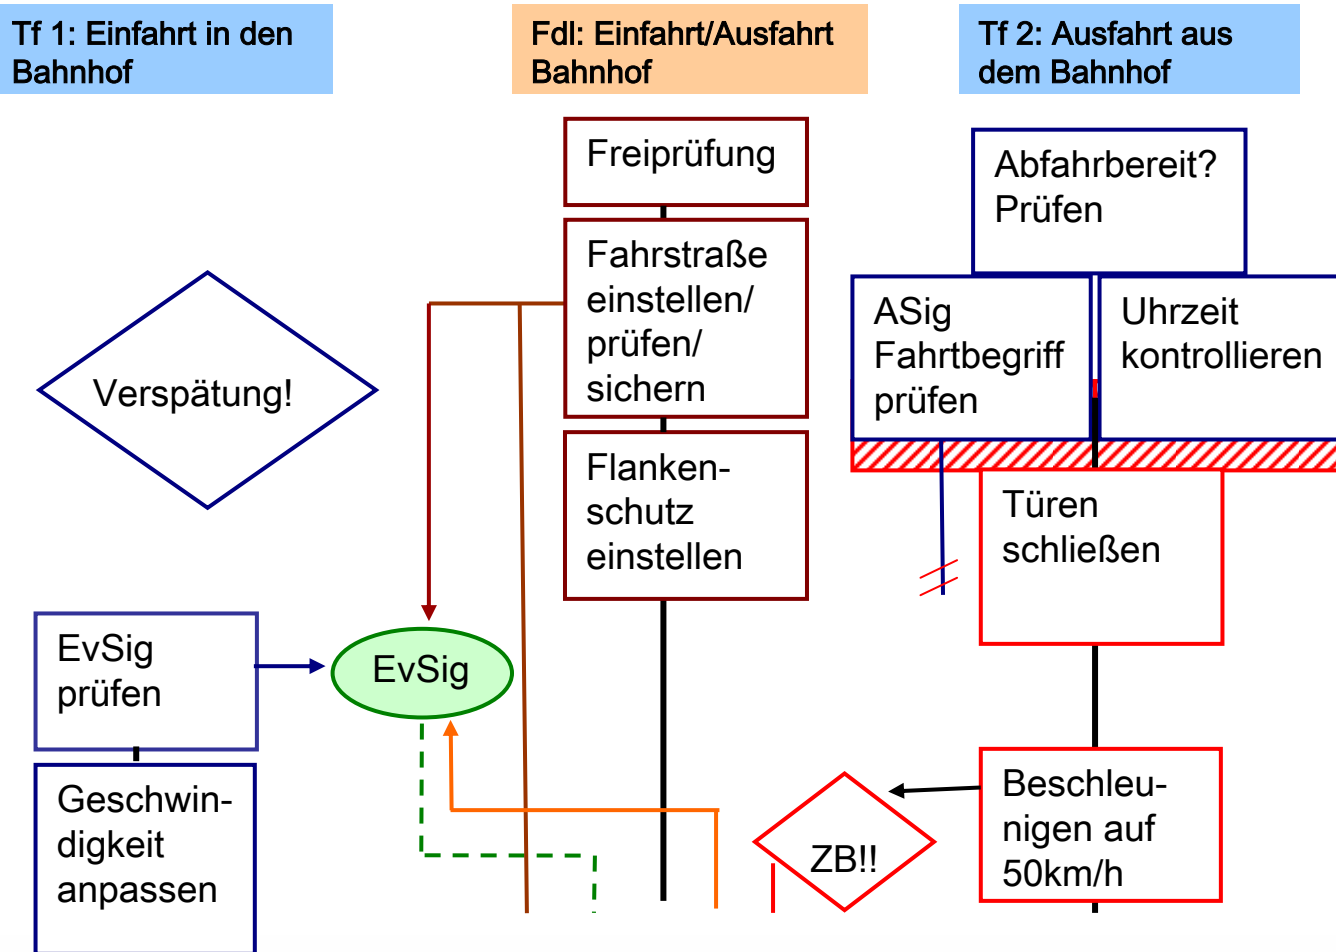 Tf 1: Einfahrt in den
Bahnhof
Fdl: Einfahrt/Ausfahrt
Bahnhof
Tf 2: Ausfahrt aus
dem Bahnhof
Freiprüfung
Fahrstraße
einstellen/
prüfen/
sichern
Flanken-
schutz
einstellen
Abfahrbereit?
Prüfen
ASig
Fahrtbegriff
prüfen
Uhrzeit
kontrollieren
Türen
schließen
Verspätung!
EvSig
prüfen
EvSig
Geschwin-
digkeit
anpassen
ZB!!
Beschleu-
nigen auf
50km/h